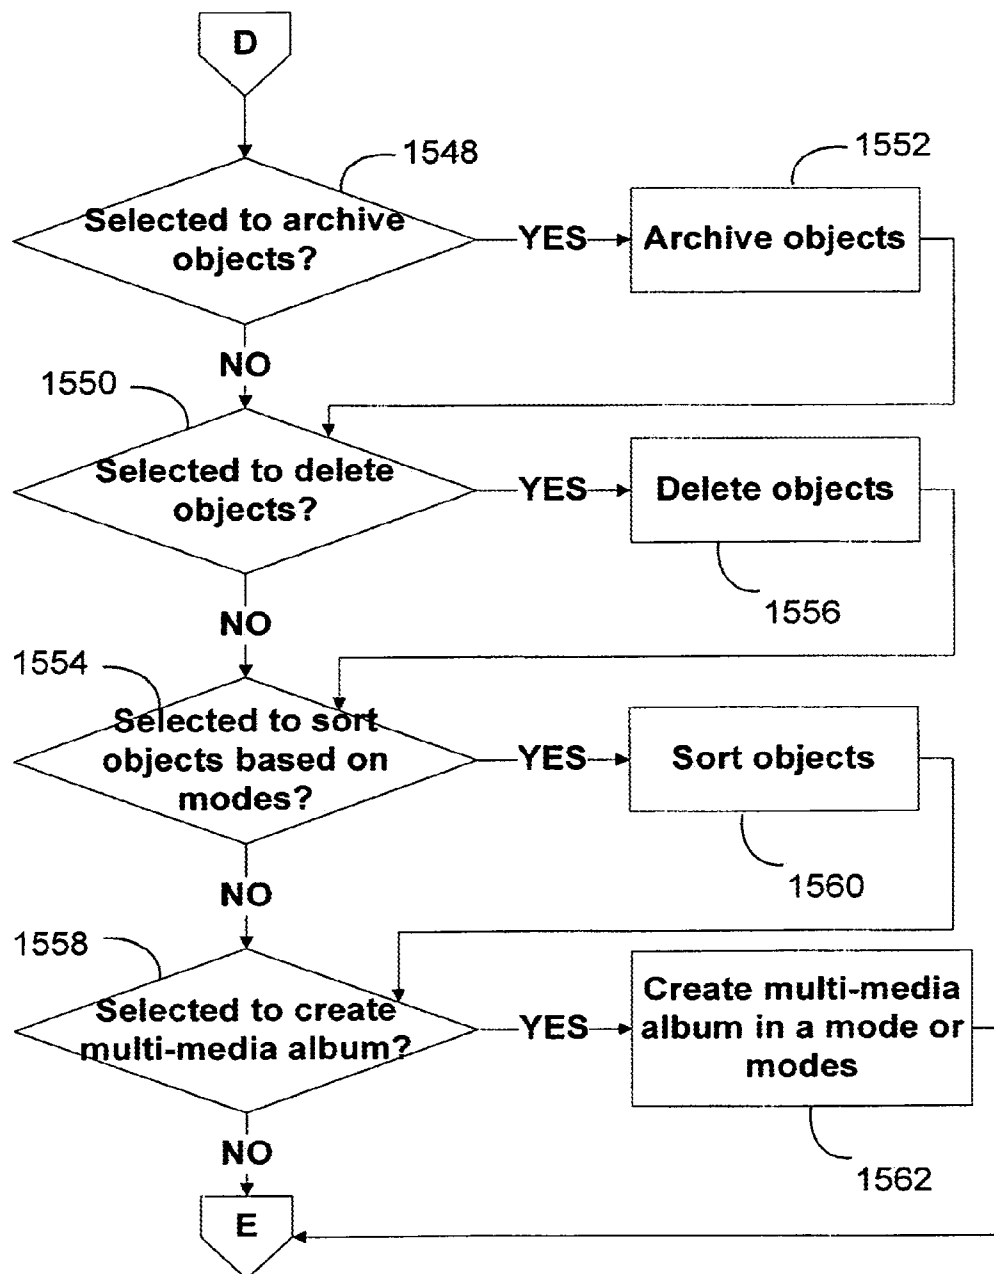 D
1548
1552
Selected to archive
objects?
YES
Archive objects
NO
1550
Selected to delete
objects?
YES
Delete objects
1556
NO
1554
Selected to sort
objects based on
modes?
YES
Sort objects
1560
NO
1558
Selected to create
multi-media album?
YES
Create multi-media
album in a mode or
modes
1562
NO
E